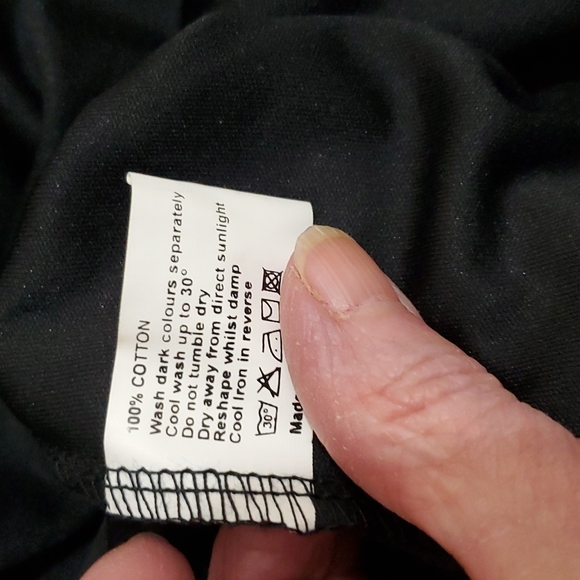 100% COTTON
Wash dark colours separately
Cool wash up to 30°
Do not tumble dry
Dry away from direct sunlight
Reshape whilst damp
Cool Iron in reverse
30°